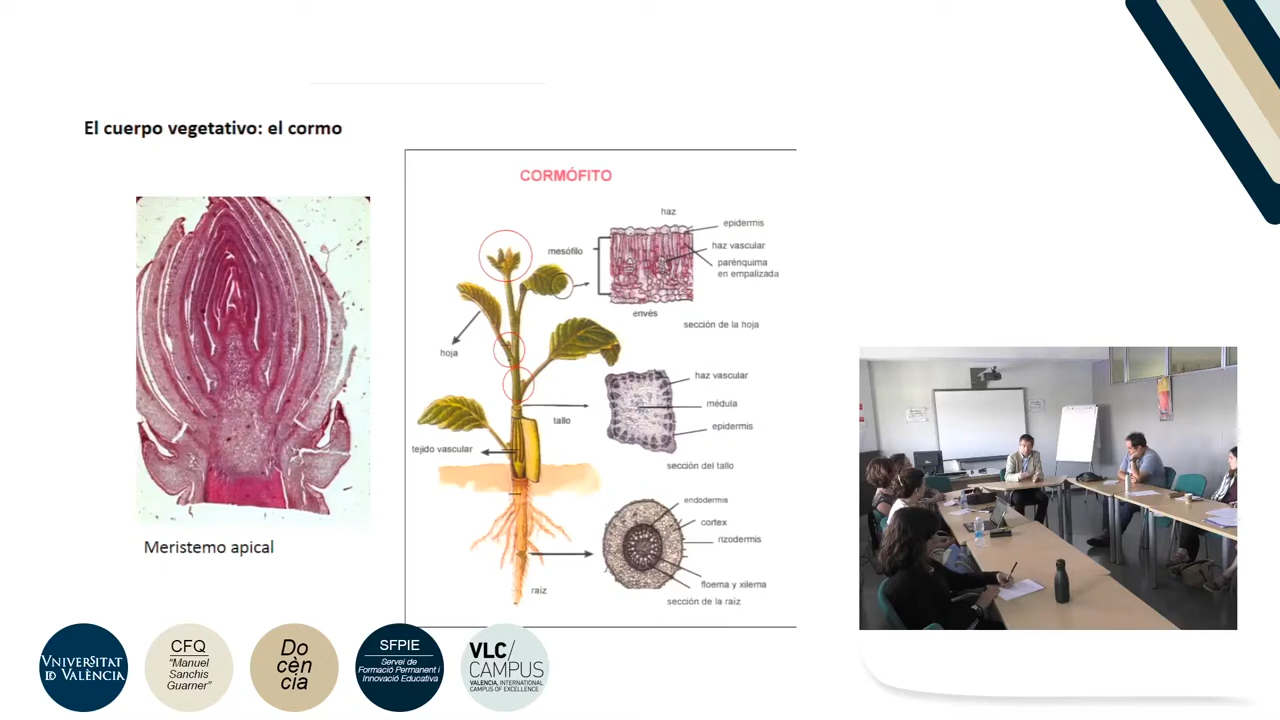 El cuerpo vegetativo: el cormo
Meristemo apical
CORMÓFITO
haz
epidermis
mesófilo
haz vascular
parénquima
en empalizada
envés
sección de la hoja
hoja
haz vascular
médula
tallo
epidermis
tejido vascular
sección del tallo
endodermis
cortex
rizodermis
floema y xilema
raíz
sección de la raíz
VNIVERSITAT
ID VALÈNCIA
CFQ
"Manuel
Sanchis
Guarner"
Do
cèn
cia
SFPIE
Servei de
Formació Permanent i
Innovació Educativa
VLC/
CAMPUS
VALENCIA, INTERNATIONAL
CAMPUS OF EXCELLENCE